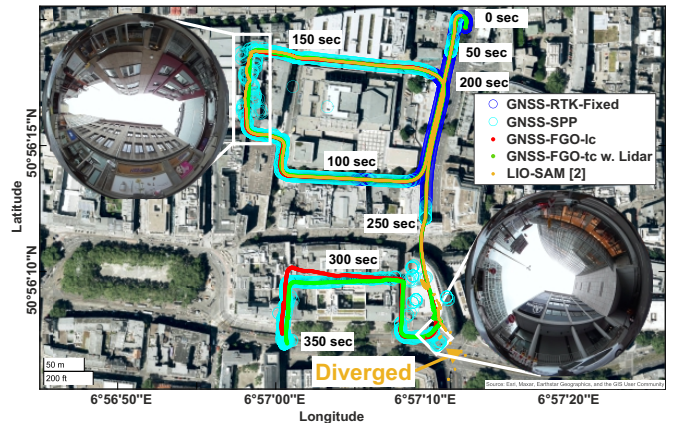 0 sec
150 sec
50 sec
200 sec
GNSS-RTK-Fixed
GNSS-SPP
GNSS-FGO-lc
GNSS-FGO-tc w. Lidar
LIO-SAM [2]
100 sec
250 sec
300 sec
350 sec
Diverged
50°56'15"N
50°56'10"N
Latitude
50 m
200 ft
Source: Esri, Maxar, Earthstar Geographics, and the GIS User Community
6°56'50"E
6°57'00"E
6°57'10"E
6°57'20"E
Longitude